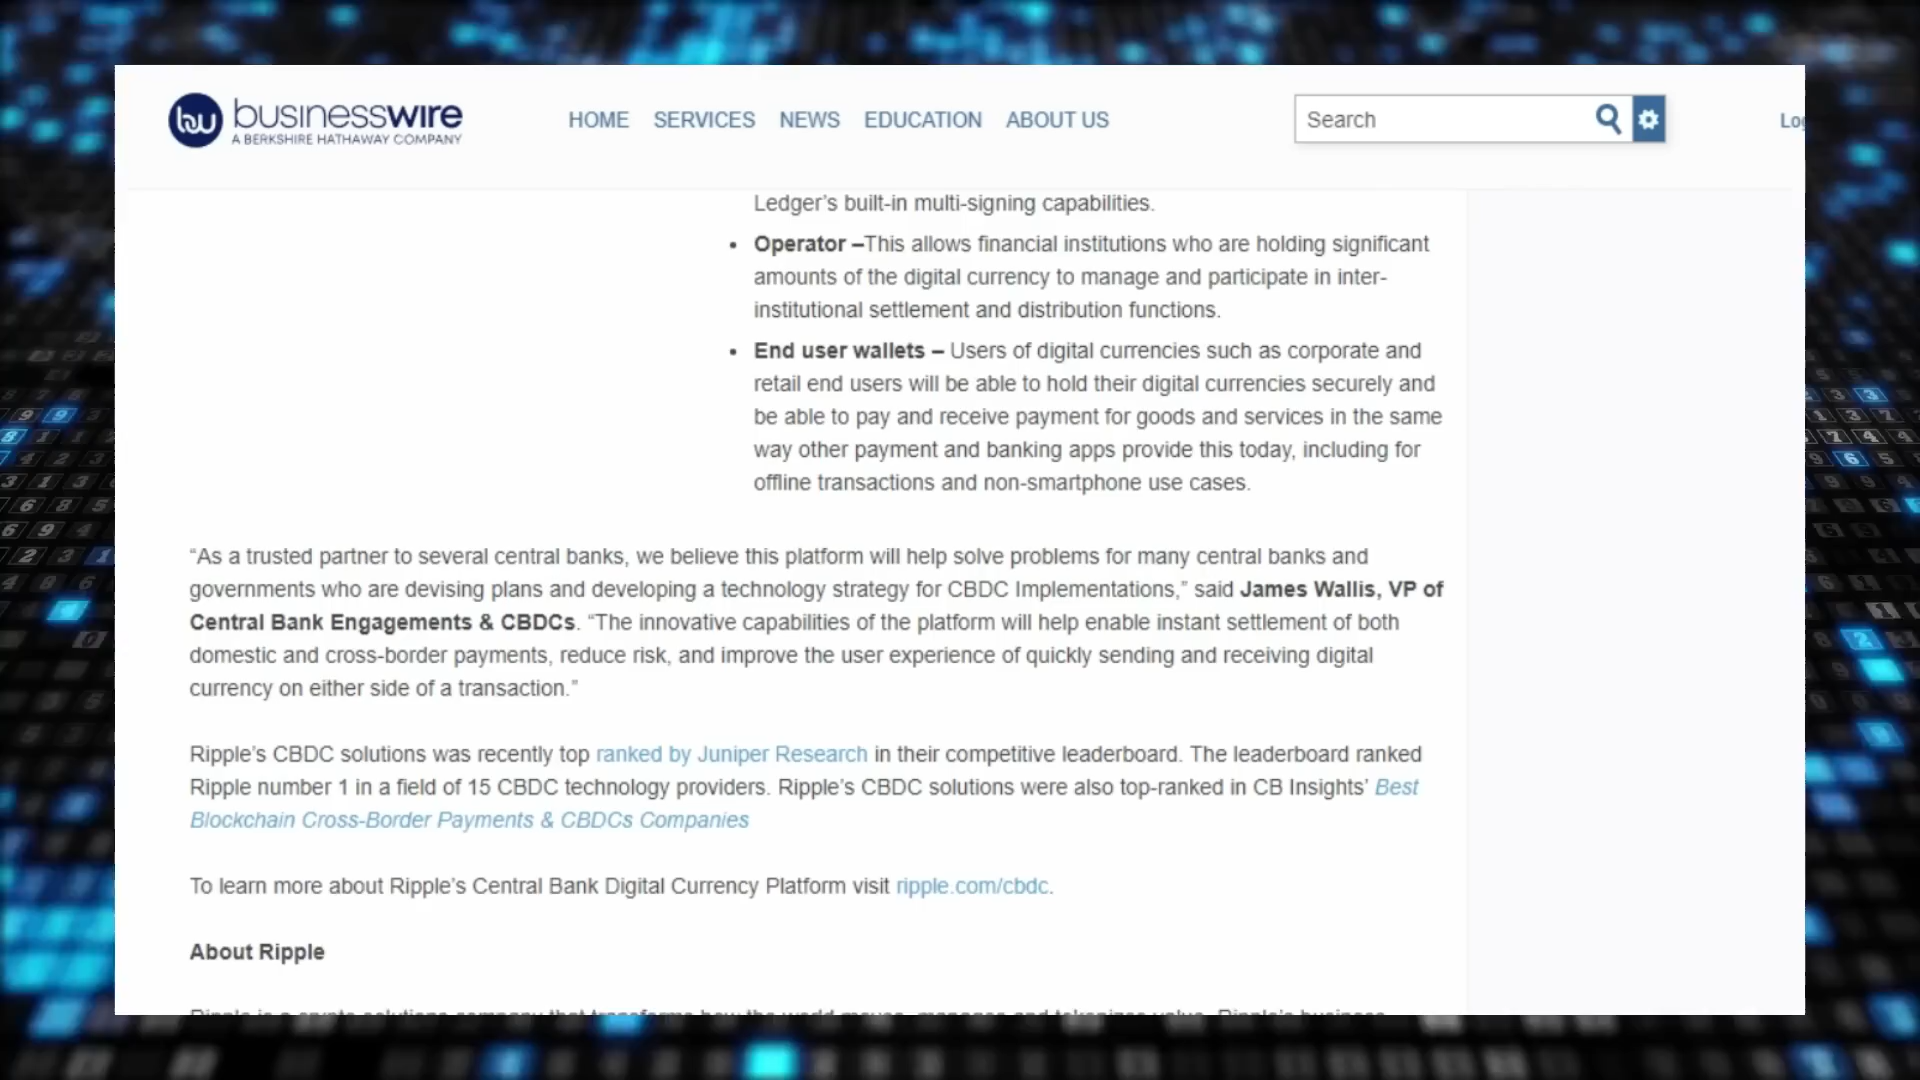 businesswire
A BERKSHIRE HATHAWAY COMPANY
HOME SERVICES NEWS EDUCATION ABOUT US
Search
Ledger’s built-in multi-signing capabilities.
• Operator –This allows financial institutions who are holding significant
amounts of the digital currency to manage and participate in inter-
institutional settlement and distribution functions.
• End user wallets – Users of digital currencies such as corporate and
retail end users will be able to hold their digital currencies securely and
be able to pay and receive payment for goods and services in the same
way other payment and banking apps provide this today, including for
offline transactions and non-smartphone use cases.
“As a trusted partner to several central banks, we believe this platform will help solve problems for many central banks and
governments who are devising plans and developing a technology strategy for CBDC Implementations,” said James Wallis, VP of
Central Bank Engagements & CBDCs. “The innovative capabilities of the platform will help enable instant settlement of both
domestic and cross-border payments, reduce risk, and improve the user experience of quickly sending and receiving digital
currency on either side of a transaction.”
Ripple’s CBDC solutions was recently top ranked by Juniper Research in their competitive leaderboard. The leaderboard ranked
Ripple number 1 in a field of 15 CBDC technology providers. Ripple’s CBDC solutions were also top-ranked in CB Insights’ Best
Blockchain Cross-Border Payments & CBDCs Companies
To learn more about Ripple’s Central Bank Digital Currency Platform visit ripple.com/cbdc.
About Ripple